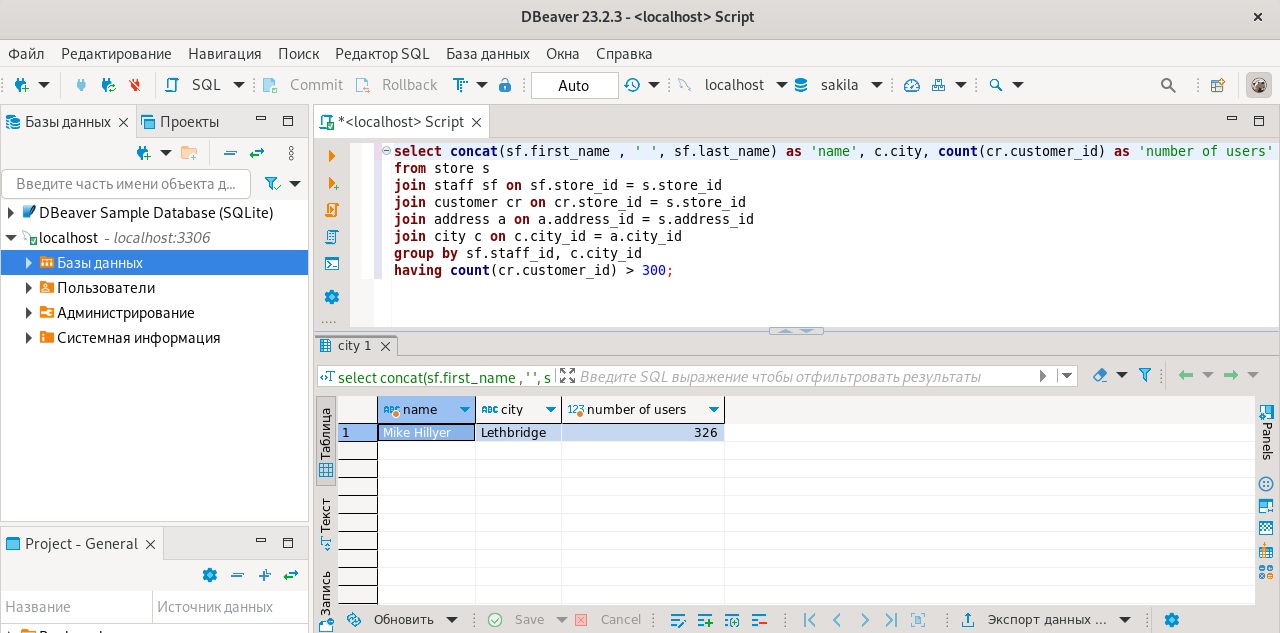 DBeaver 23.2.3 - <localhost> Script
Файл Редактирование Навигация Поиск Редактор SQL База данных Окна Справка
SQL Commit Rollback Auto localhost sakila
Базы данных Проекты
*<localhost> Script
Введите часть имени объекта д...
DBeaver Sample Database (SQLite)
localhost - localhost:3306
Базы данных
Пользователи
Администрирование
Системная информация
select concat(sf.first_name , ' ', sf.last_name) as 'name', c.city, count(cr.customer_id) as 'number of users'
from store s
join staff sf on sf.store_id = s.store_id
join customer cr on cr.store_id = s.store_id
join address a on a.address_id = s.address_id
join city c on c.city_id = a.city_id
group by sf.staff_id, c.city_id
having count(cr.customer_id) > 300;
city 1
select concat(sf.first_name , ' ', s
Введите SQL выражение чтобы отфильтровать результаты
Таблица
Текст
Запись
ABC name ABC city 123 number of users
1 Mike Hillyer Lethbridge 326
Panels
Project - General
Название Источник данных
Обновить Save Cancel Экспорт данных ...